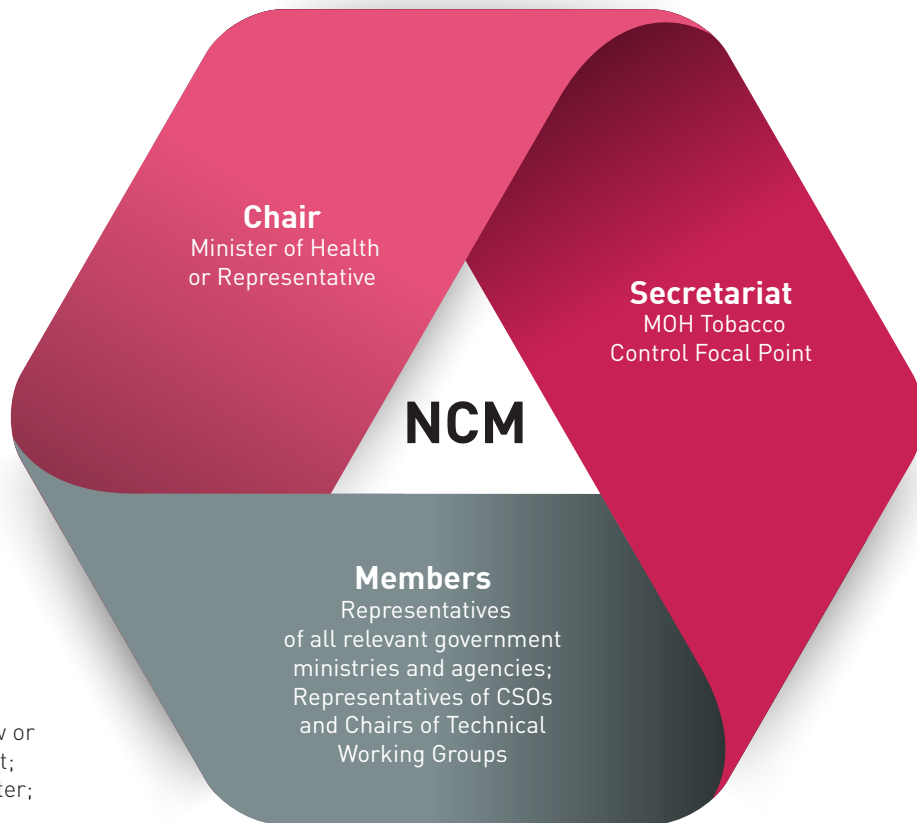 Chair
Minister of Health
or Representative
Secretariat
MOH Tobacco
Control Focal Point
NCM
Members
Representatives
of all relevant government
ministries and agencies;
Representatives of CSOs
and Chairs of Technical
Working Groups
or